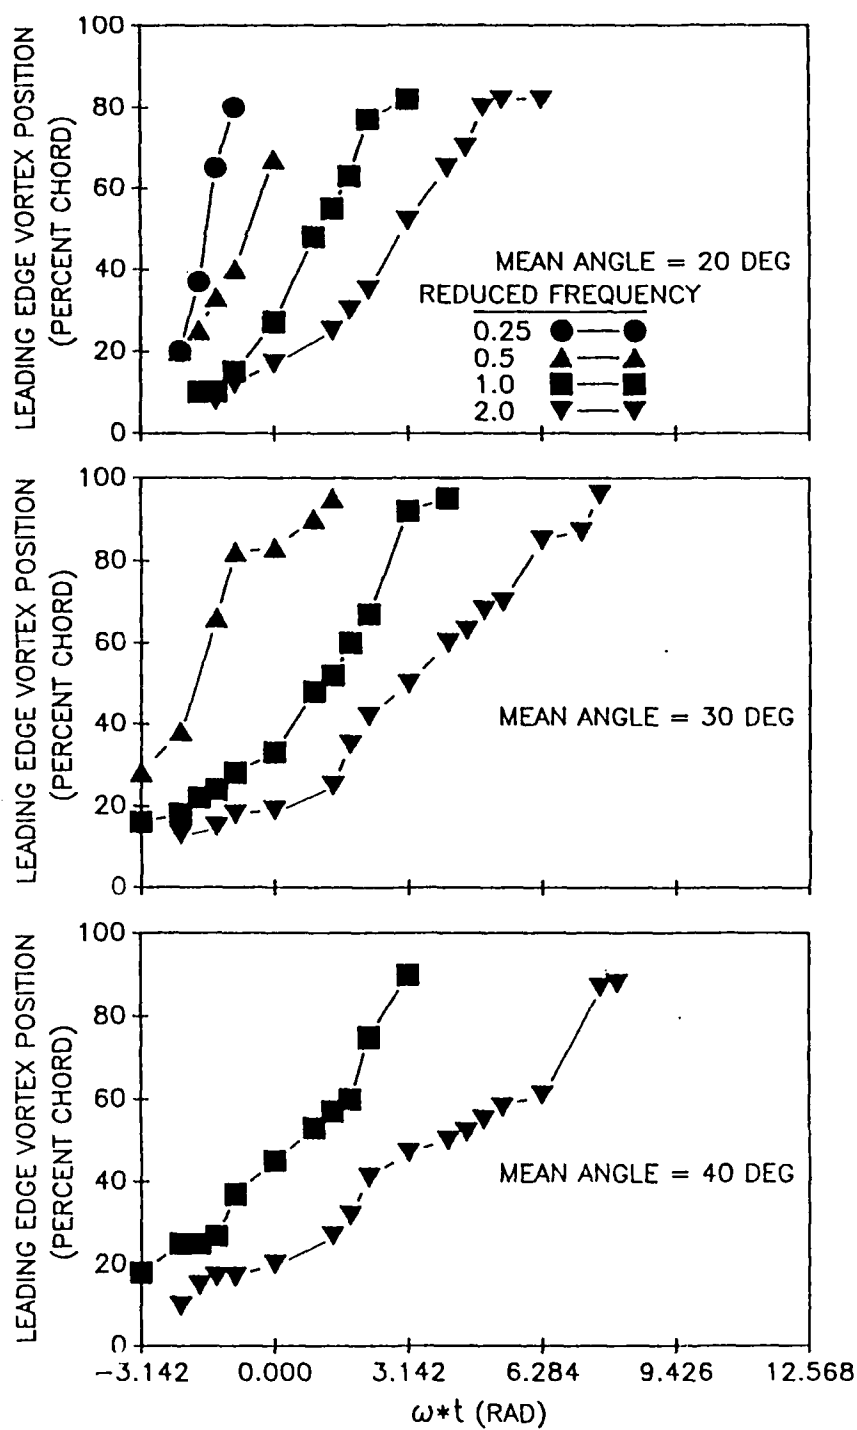 LEADING EDGE VORTEX POSITION
(PERCENT CHORD)
100
80
60
40
20
0
MEAN ANGLE = 20 DEG
REDUCED FREQUENCY
0.25
0.5
1.0
2.0
LEADING EDGE VORTEX POSITION
(PERCENT CHORD)
100
80
60
40
20
0
MEAN ANGLE = 30 DEG
LEADING EDGE VORTEX POSITION
(PERCENT CHORD)
100
80
60
40
20
0
MEAN ANGLE = 40 DEG
-3.142 0.000 3.142 6.284 9.426 12.568
ω*t (RAD)